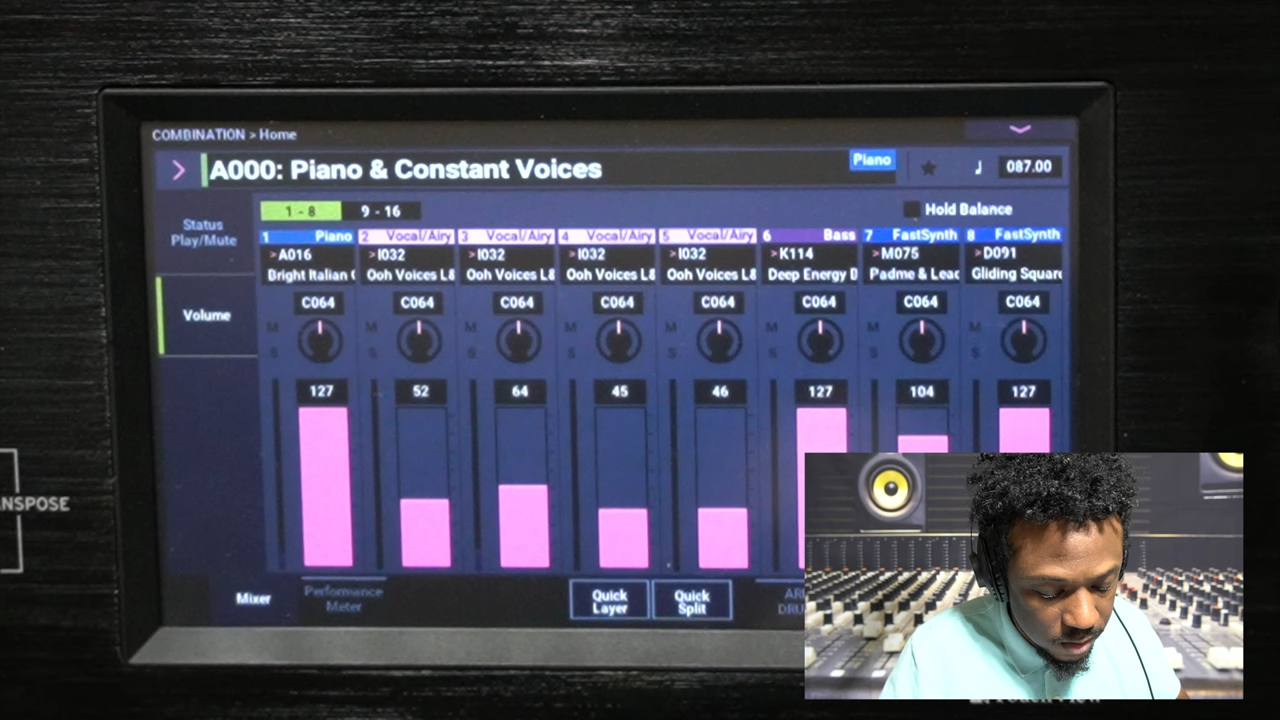 COMBINATION > Home
A000: Piano & Constant Voices
Piano
087.00
1 - 8
9 - 16
Hold Balance
Status
Play/Mute
Volume
1 Piano 2 Vocal/Airy 3 Vocal/Airy 4 Vocal/Airy 5 Vocal/Airy 6 Bass 7 FastSynth 8 FastSynth
>A016 >I032 >I032 >I032 >I032 >K114 >M075 >D091
Bright Italian Ooh Voices Ooh Voices Ooh Voices Ooh Voices Deep Energy Padme & Lead Gliding Square
C064 C064 C064 C064 C064 C064 C064 C064
M M M M M M M M
S S S S S S S S
127 52 64 45 46 127 104 127
NSPOSE
Mixer
Performance
Meter
Quick
Layer
Quick
Split